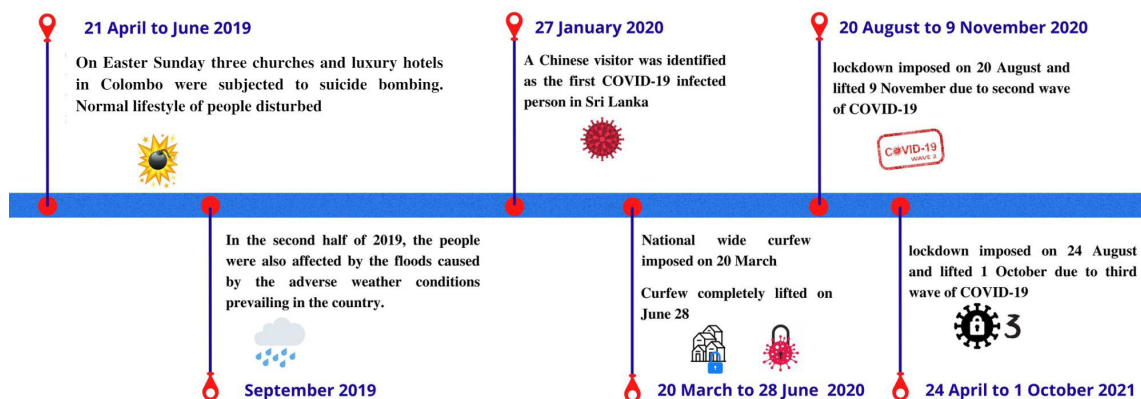 21 April to June 2019
On Easter Sunday three churches and luxury hotels
in Colombo were subjected to suicide bombing.
Normal lifestyle of people disturbed
27 January 2020
A Chinese visitor was identified
as the first COVID-19 infected
person in Sri Lanka
20 August to 9 November 2020
lockdown imposed on 20 August and
lifted 9 November due to second wave
of COVID-19
COVID-19
WAVE 2
In the second half of 2019, the people
were also affected by the floods caused
by the adverse weather conditions
prevailing in the country.
September 2019
National wide curfew
imposed on 20 March
Curfew completely lifted on
June 28
20 March to 28 June 2020
lockdown imposed on 24 August
and lifted 1 October due to third
wave of COVID-19
3
24 April to 1 October 2021